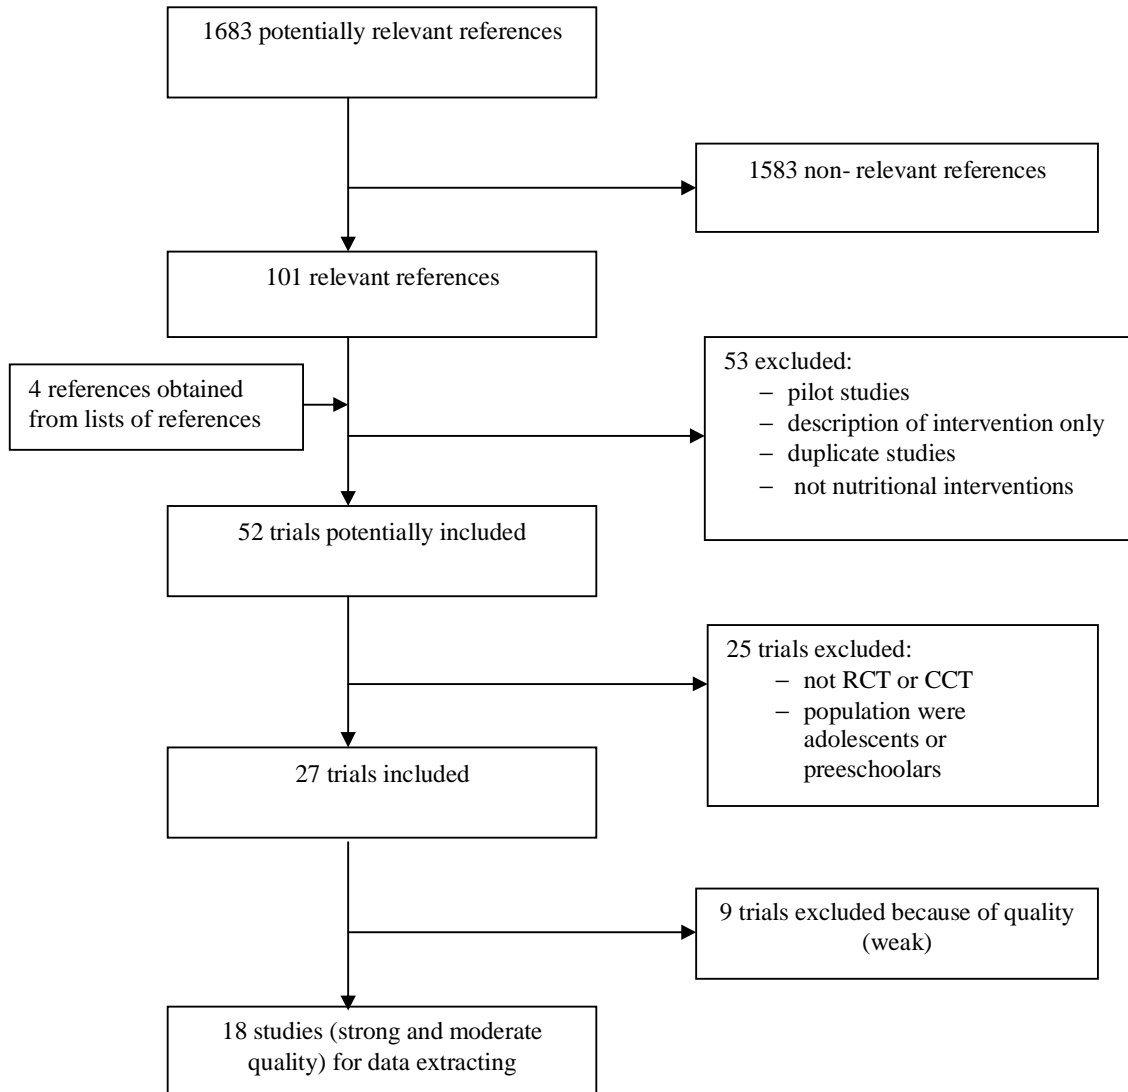 1683 potentially relevant references
1583 non- relevant references
101 relevant references
4 references obtained
from lists of references
53 excluded:
– pilot studies
– description of intervention only
– duplicate studies
– not nutritional interventions
52 trials potentially included
25 trials excluded:
– not RCT or CCT
– population were
adolescents or
preeschoolars
27 trials included
9 trials excluded because of quality
(weak)
18 studies (strong and moderate
quality) for data extracting